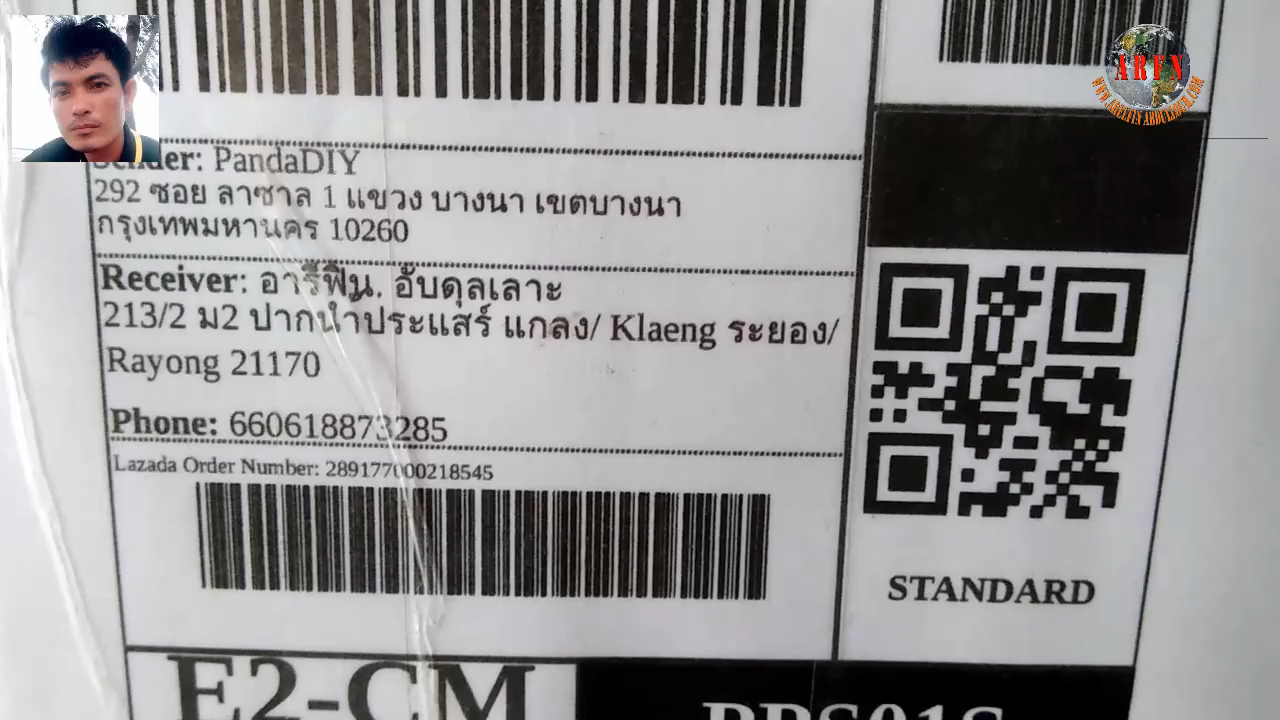 Sender: PandaDIY
292 ซอย ลาซาล 1 แขวง บางนา เขตบางนา
กรุงเทพมหานคร 10260
Receiver: อารีฟีน. อับดุลเลาะ
213/2 ม2 ปากน้ำประแสร์ แกลง/ Klaeng ระยอง/
Rayong 21170
Phone: 660618873285
Lazada Order Number: 289177000218545
STANDARD
E2-CM
AREN